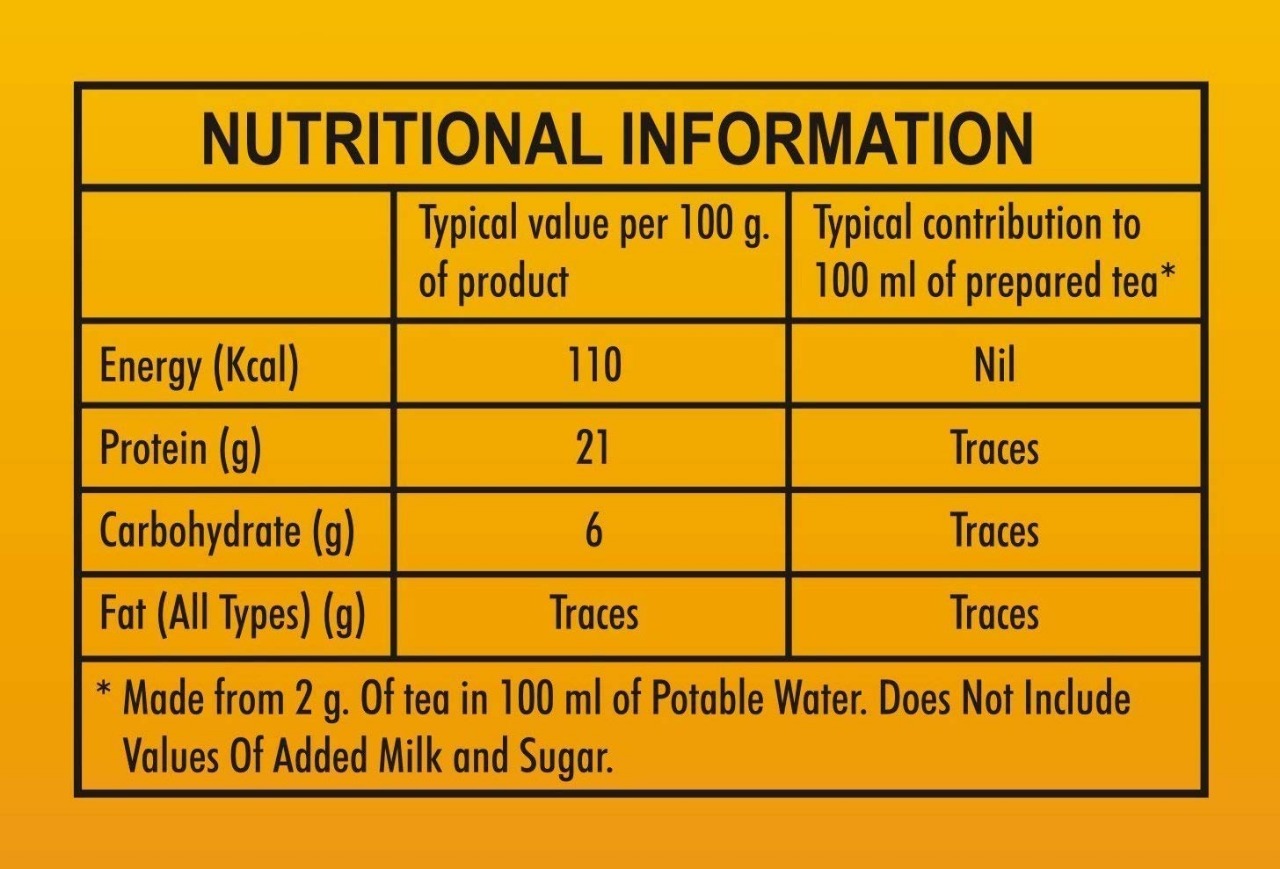 NUTRITIONAL INFORMATION
Typical value per 100 g. of product
Typical contribution to 100 ml of prepared tea*
Energy (Kcal) 110 Nil
Protein (g) 21 Traces
Carbohydrate (g) 6 Traces
Fat (All Types) (g) Traces Traces
* Made from 2 g. Of tea in 100 ml of Potable Water. Does Not Include
Values Of Added Milk and Sugar.